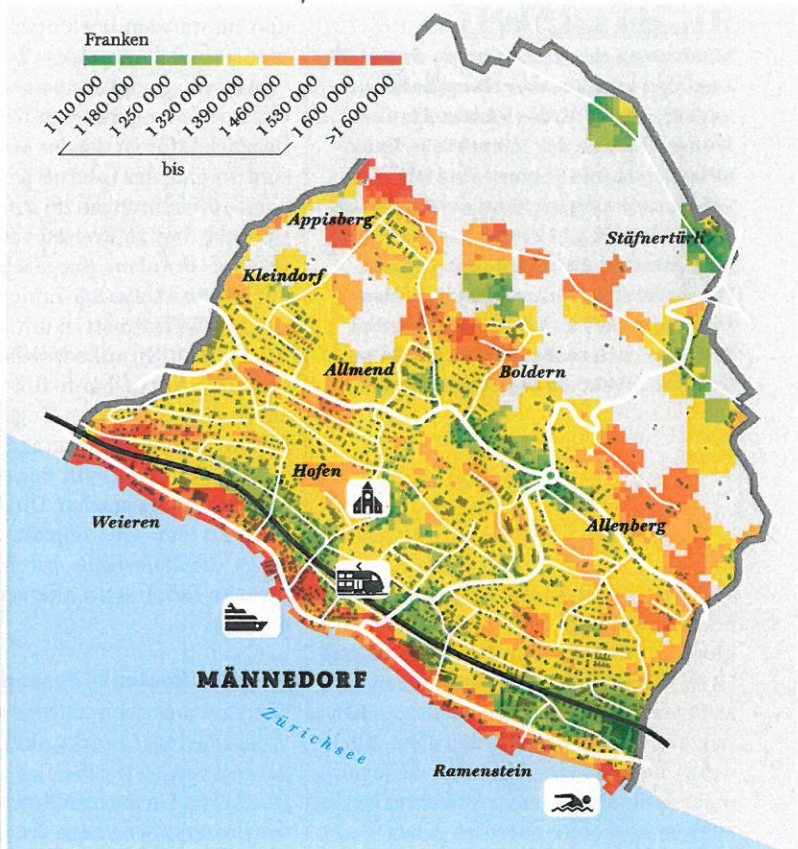 Franken
1 110 000
1 180 000
1 250 000
1 320 000
1 390 000
1 460 000
1 530 000
1 600 000
>1 600 000
bis
Appisberg
Stäfnertürli
Kleindorf
Allmend
Boldern
Hofen
Weieren
Allenberg
MÄNNEDORF
Zürichsee
Ramenstein